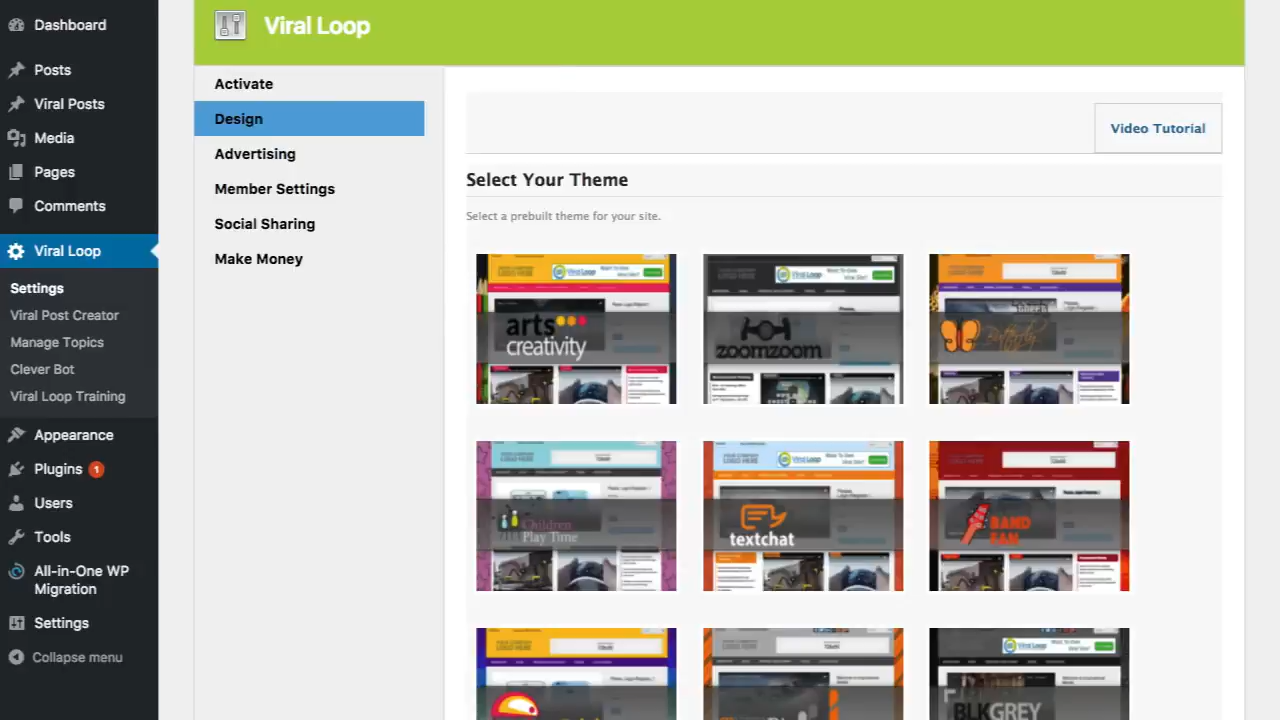 Dashboard
Posts
Viral Posts
Media
Pages
Comments
Viral Loop
Settings
Viral Post Creator
Manage Topics
Clever Bot
Viral Loop Training
Appearance
Plugins 1
Users
Tools
All-in-One WP
Migration
Settings
Collapse menu
Viral Loop
Activate
Design
Advertising
Member Settings
Social Sharing
Make Money
Video Tutorial
Select Your Theme
Select a prebuilt theme for your site.
arts
creativity
zoomzoom
Butterfly
Children
Play Time
textchat
BAND
FAN
BLKGREY